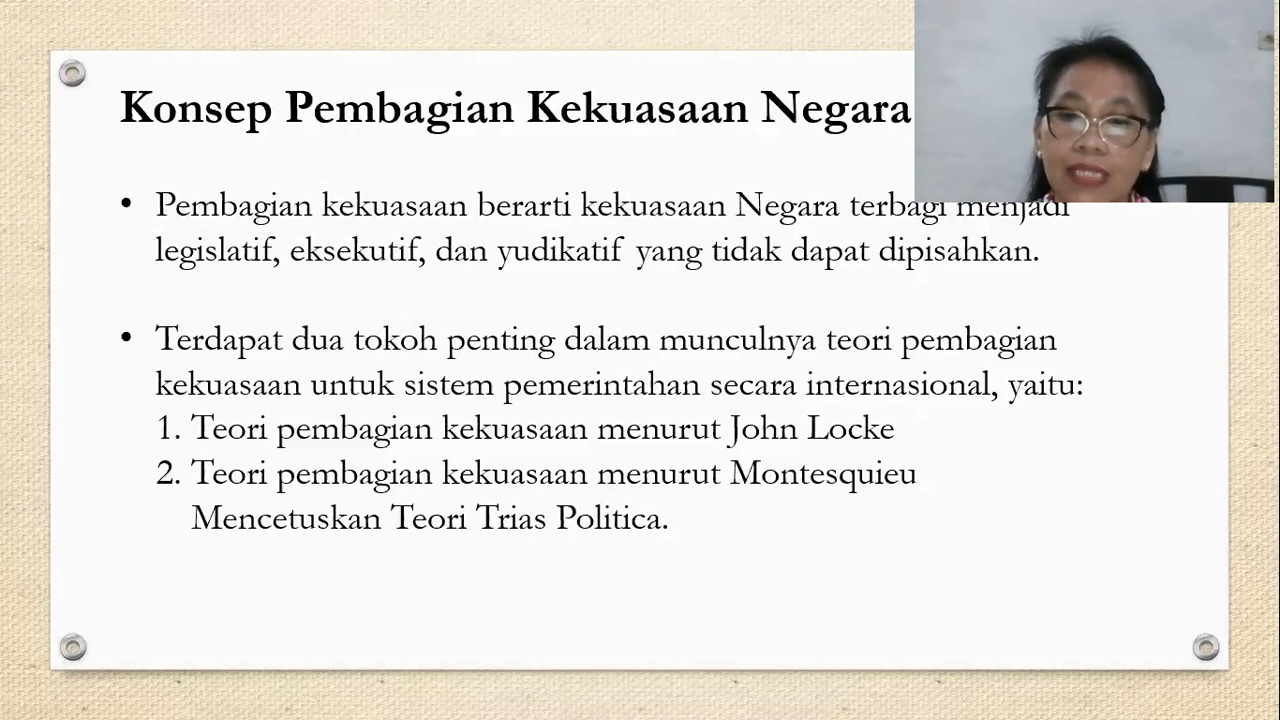 Konsep Pembagian Kekuasaan Negara
• Pembagian kekuasaan berarti kekuasaan Negara terbagi menjadi
legislatif, eksekutif, dan yudikatif yang tidak dapat dipisahkan.
• Terdapat dua tokoh penting dalam munculnya teori pembagian
kekuasaan untuk sistem pemerintahan secara internasional, yaitu:
1. Teori pembagian kekuasaan menurut John Locke
2. Teori pembagian kekuasaan menurut Montesquieu
Mencetuskan Teori Trias Politica.